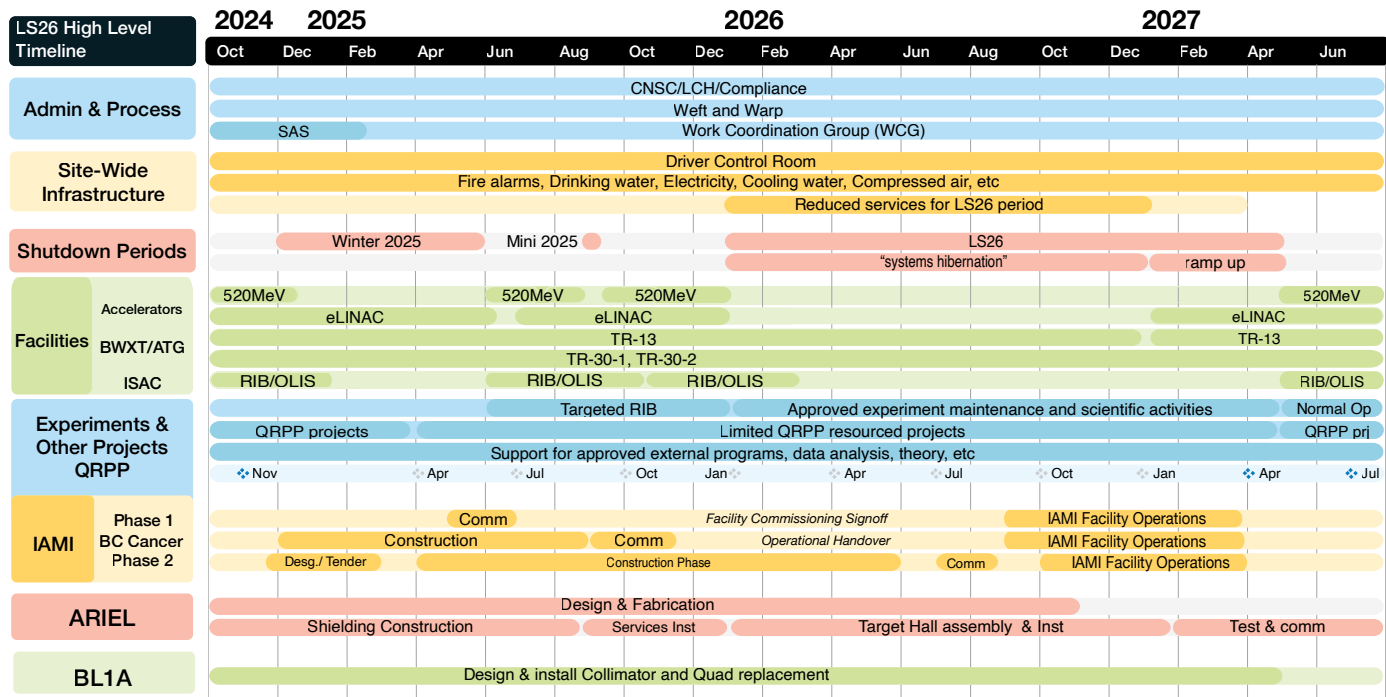 LS26 High Level
Timeline
2024 2025 2026 2027
Oct Dec Feb Apr Jun Aug Oct Dec Apr Jun Aug Oct Dec Feb Apr Jun
Admin & Process
CNSC/LCH/Compliance
Weft and Warp
SAS Work Coordination Group (WCG)
Site-Wide
Infrastructure
Driver Control Room
Fire alarms, Drinking water, Electricity, Cooling water, Compressed air, etc
Reduced services for LS26 period
Shutdown Periods
Winter 2025 Mini 2025 LS26
“systems hibernation” ramp up
Facilities
Accelerators
BWXT/ATG
ISAC
520MeV 520MeV 520MeV 520MeV
eLINAC eLINAC eLINAC
TR-13 TR-13
TR-30-1, TR-30-2
RIB/OLIS RIB/OLIS RIB/OLIS RIB/OLIS
Experiments &
Other Projects
QRPP
Targeted RIB Approved experiment maintenance and scientific activities Normal Op
QRPP projects Limited QRPP resourced projects QRPP prj
Support for approved external programs, data analysis, theory, etc
Nov Apr Jul Oct Jan Apr Jul Oct Jan Apr Jul
IAMI
Phase 1
BC Cancer
Phase 2
Comm Facility Commissioning Signoff IAMI Facility Operations
Construction Comm Operational Handover IAMI Facility Operations
Desg./ Tender Construction Phase Comm IAMI Facility Operations
ARIEL
Design & Fabrication
Shielding Construction Services Inst Target Hall assembly & Inst Test & comm
BL1A
Design & install Collimator and Quad replacement